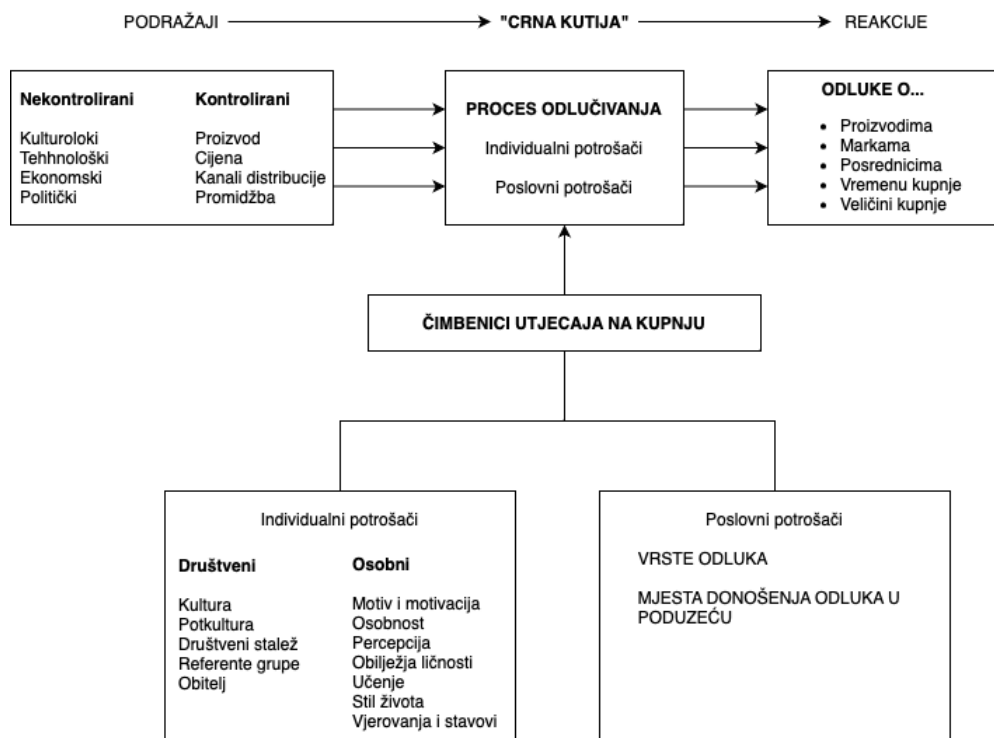 PODRAŽAJI
"CRNA KUTIJA"
REAKCIJE
Nekontrolirani
Kulturoloki
Tehhnološki
Ekonomski
Politički
Kontrolirani
Proizvod
Cijena
Kanali distribucije
Promidžba
PROCES ODLUČIVANJA
Individualni potrošači
Poslovni potrošači
ODLUKE O...
• Proizvodima
• Markama
• Posrednicima
• Vremenu kupnje
• Veličini kupnje
ČIMBENICI UTJECAJA NA KUPNJU
Individualni potrošači
Društveni
Kultura
Potkultura
Društveni stalež
Referente grupe
Obitelj
Osobni
Motiv i motivacija
Osobnost
Percepcija
Obilježja ličnosti
Učenje
Stil života
Vjerovanja i stavovi
Poslovni potrošači
VRSTE ODLUKA
MJESTA DONOŠENJA ODLUKA U
PODUZEĆU